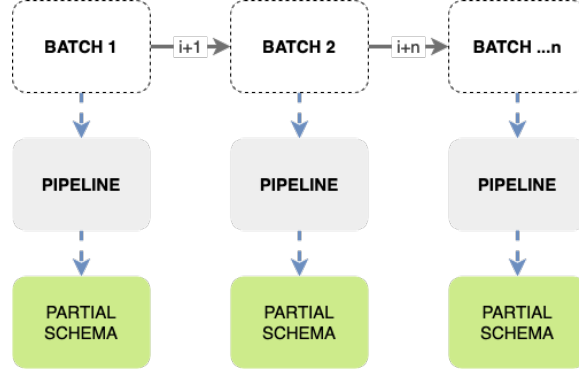 BATCH 1
i+1
BATCH 2
i+n
BATCH ...n
PIPELINE
PIPELINE
PIPELINE
PARTIAL
SCHEMA
PARTIAL
SCHEMA
PARTIAL
SCHEMA